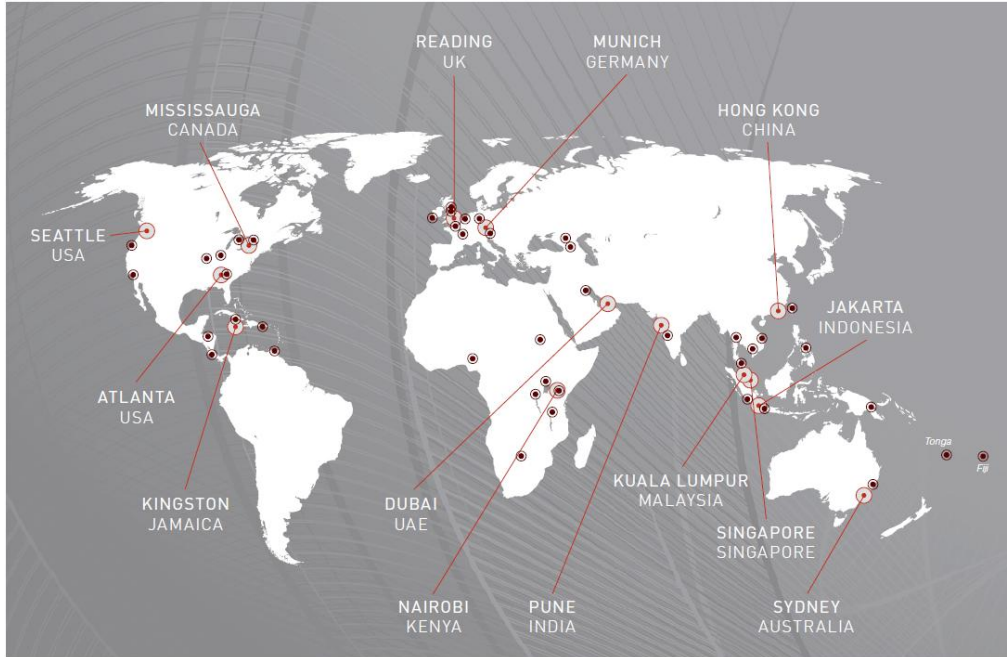 READING
UK
MUNICH
GERMANY
MISSISSAUGA
CANADA
HONG KONG
CHINA
SEATTLE
USA
JAKARTA
INDONESIA
ATLANTA
USA
Tonga
Fiji
KINGSTON
JAMAICA
DUBAI
UAE
KUALA LUMPUR
MALAYSIA
SINGAPORE
SINGAPORE
NAIROBI
KENYA
PUNE
INDIA
SYDNEY
AUSTRALIA